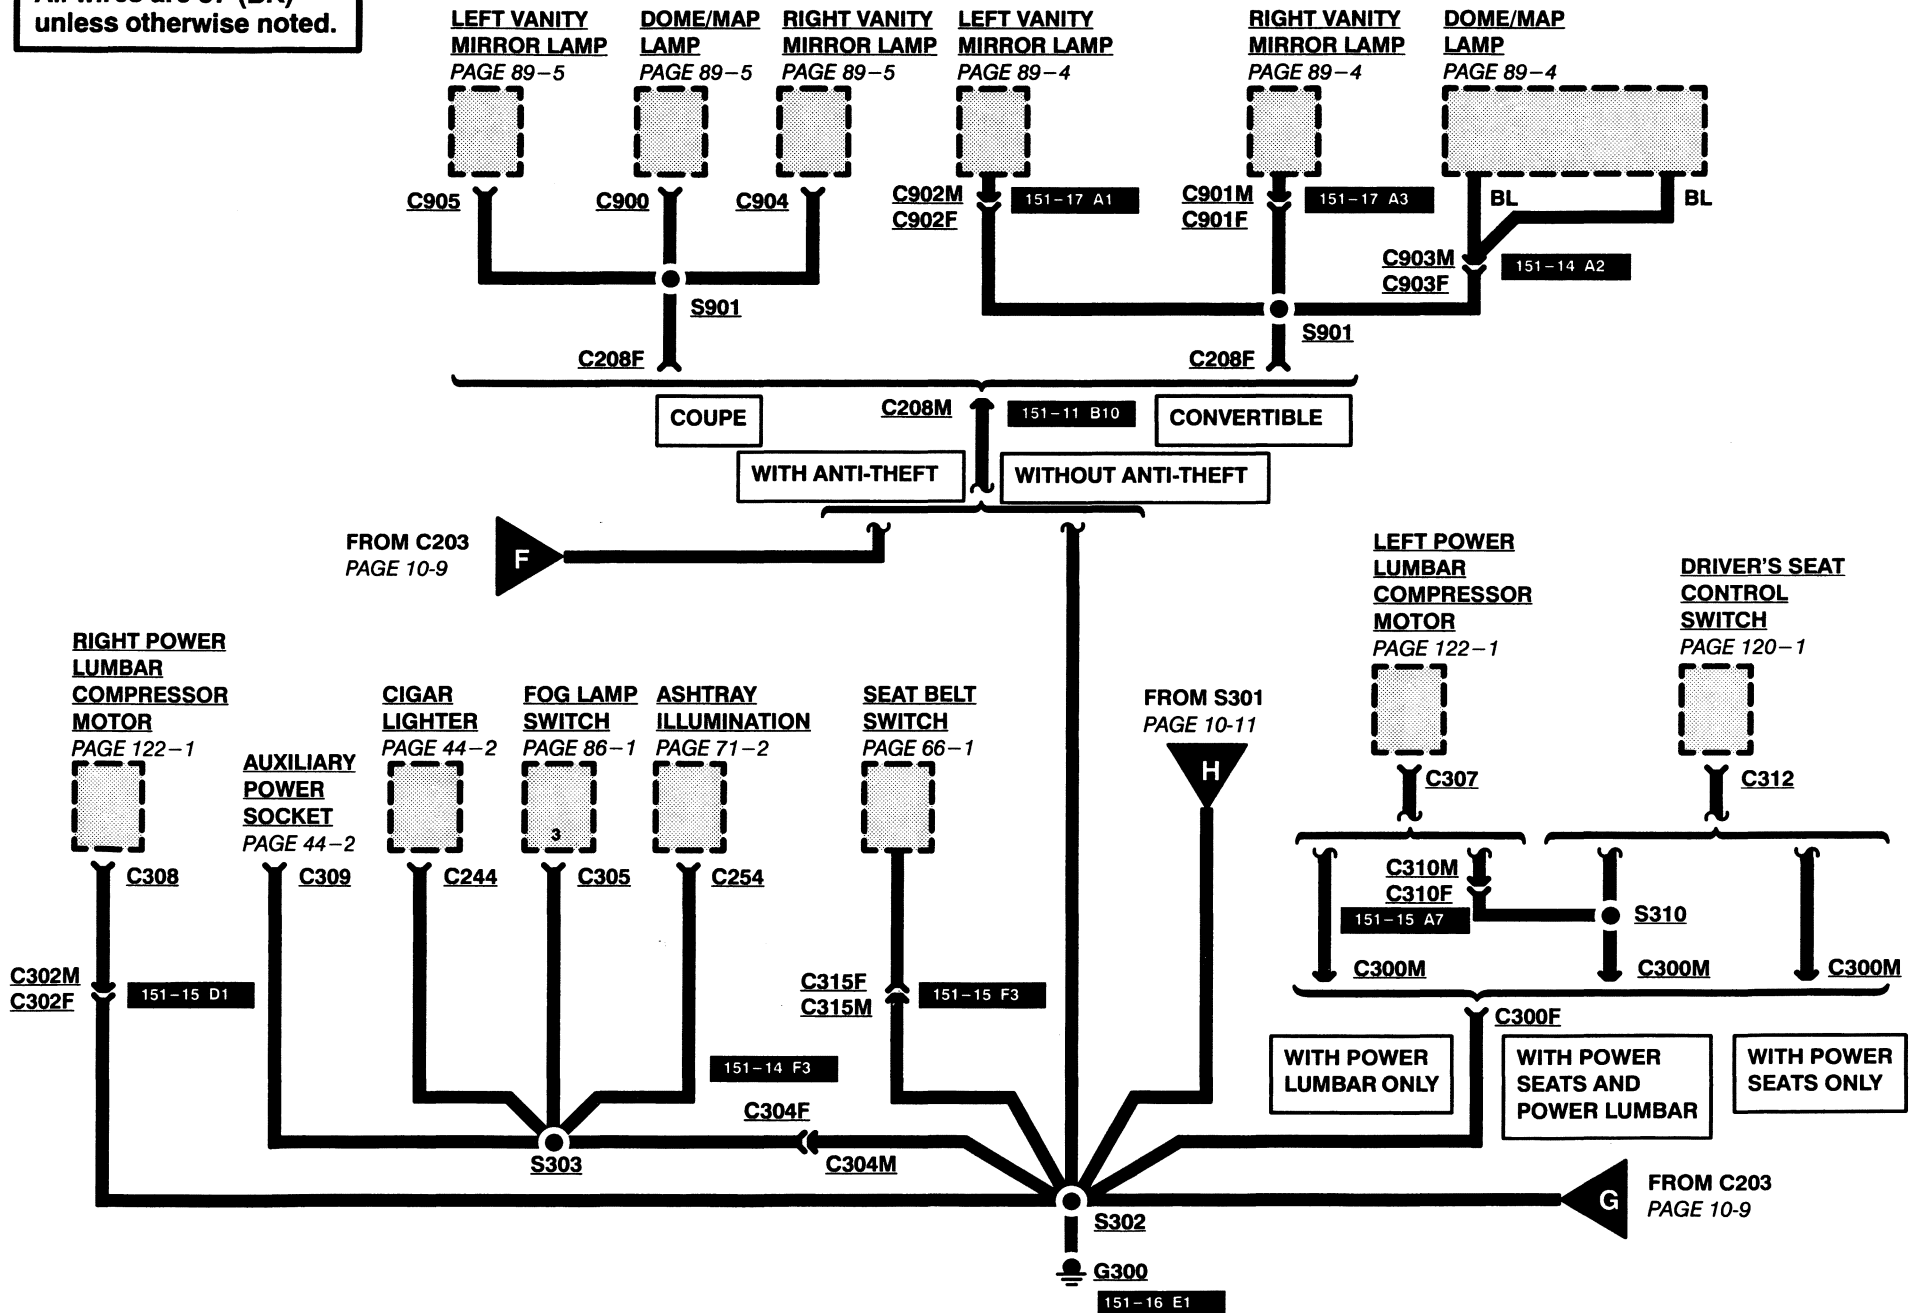 unless otherwise noted.
LEFT VANITY
MIRROR LAMP
PAGE 89-5
DOME/MAP
LAMP
PAGE 89-5
RIGHT VANITY
MIRROR LAMP
PAGE 89-5
LEFT VANITY
MIRROR LAMP
PAGE 89-4
RIGHT VANITY
MIRROR LAMP
PAGE 89-4
DOME/MAP
LAMP
PAGE 89-4
C905
C900
C904
C902M
C902F
151-17 A1
C901M
C901F
151-17 A3
BL
BL
C903M
C903F
151-14 A2
S901
S901
C208F
C208F
COUPE
C208M
151-11 B10
CONVERTIBLE
WITH ANTI-THEFT
WITHOUT ANTI-THEFT
FROM C203
PAGE 10-9
F
LEFT POWER
LUMBAR
COMPRESSOR
MOTOR
PAGE 122-1
DRIVER'S SEAT
CONTROL
SWITCH
PAGE 120-1
RIGHT POWER
LUMBAR
COMPRESSOR
MOTOR
PAGE 122-1
AUXILIARY
POWER
SOCKET
PAGE 44-2
CIGAR
LIGHTER
PAGE 44-2
FOG LAMP
SWITCH
PAGE 86-1
3
ASHTRAY
ILLUMINATION
PAGE 71-2
SEAT BELT
SWITCH
PAGE 66-1
FROM S301
PAGE 10-11
H
C307
C312
C308
C309
C244
C305
C254
C310M
C310F
151-15 A7
S310
C300M
C300M
C300M
C302M
C302F
151-15 D1
C315F
C315M
151-15 F3
C300F
WITH POWER
LUMBAR ONLY
WITH POWER
SEATS AND
POWER LUMBAR
WITH POWER
SEATS ONLY
151-14 F3
C304F
C304M
S303
S302
G
FROM C203
PAGE 10-9
G300
151-16 E1